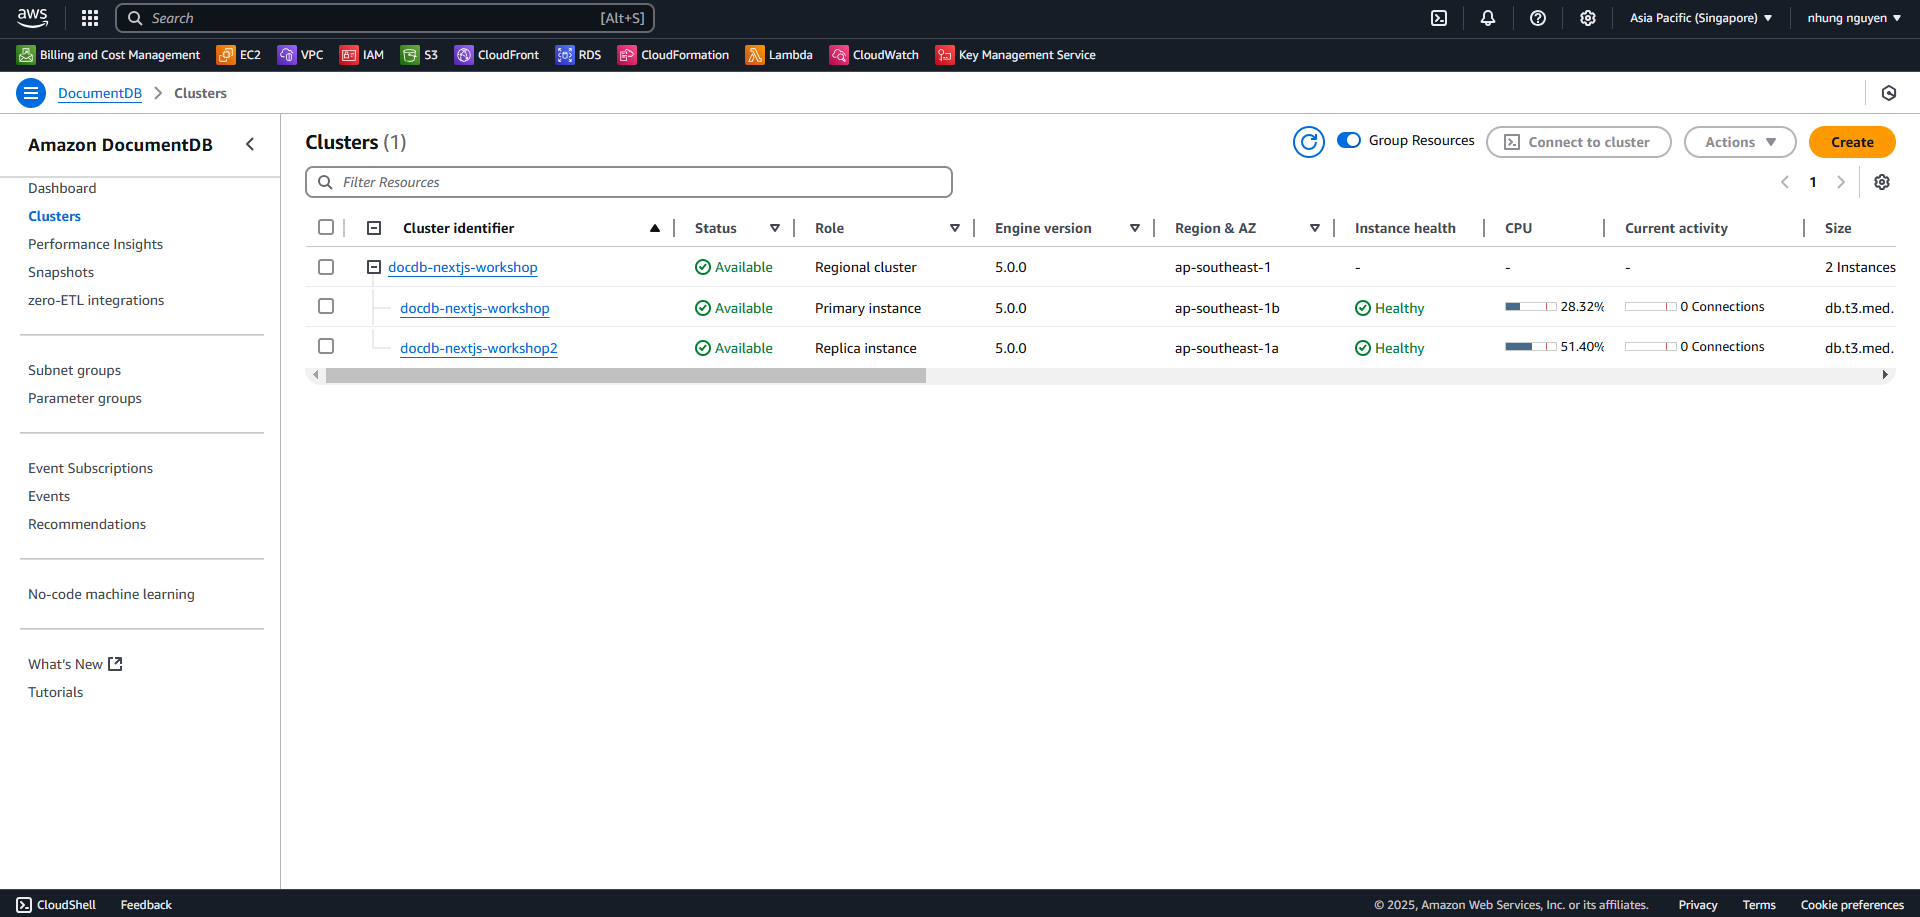 aws
Search [Alt+S]
Asia Pacific (Singapore)
nhung nguyen
Billing and Cost Management
EC2
VPC
IAM
S3
CloudFront
RDS
CloudFormation
Lambda
CloudWatch
Key Management Service
DocumentDB
Clusters
Amazon DocumentDB
Dashboard
Clusters
Performance Insights
Snapshots
zero-ETL integrations
Subnet groups
Parameter groups
Event Subscriptions
Events
Recommendations
No-code machine learning
What's New
Tutorials
Clusters (1)
Group Resources
Connect to cluster
Actions
Create
Filter Resources
1
Cluster identifier Status Role Engine version Region & AZ Instance health CPU Current activity Size
docdb-nextjs-workshop Available Regional cluster 5.0.0 ap-southeast-1 - - - 2 Instances
docdb-nextjs-workshop Available Primary instance 5.0.0 ap-southeast-1b Healthy 28.32% 0 Connections db.t3.med.
docdb-nextjs-workshop2 Available Replica instance 5.0.0 ap-southeast-1a Healthy 51.40% 0 Connections db.t3.med.
CloudShell
Feedback
© 2025, Amazon Web Services, Inc. or its affiliates.
Privacy
Terms
Cookie preferences